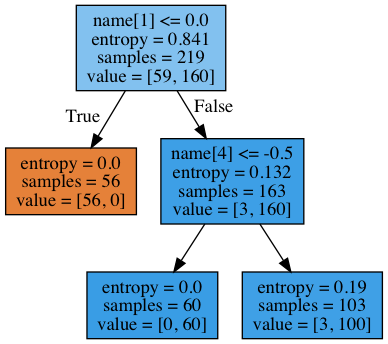 name[1] <= 0.0
entropy = 0.841
samples = 219
value = [59, 160]
True
False
entropy = 0.0
samples = 56
value = [56, 0]
name[4] <= -0.5
entropy = 0.132
samples = 163
value = [3, 160]
entropy = 0.0
samples = 60
value = [0, 60]
entropy = 0.19
samples = 103
value = [3, 100]